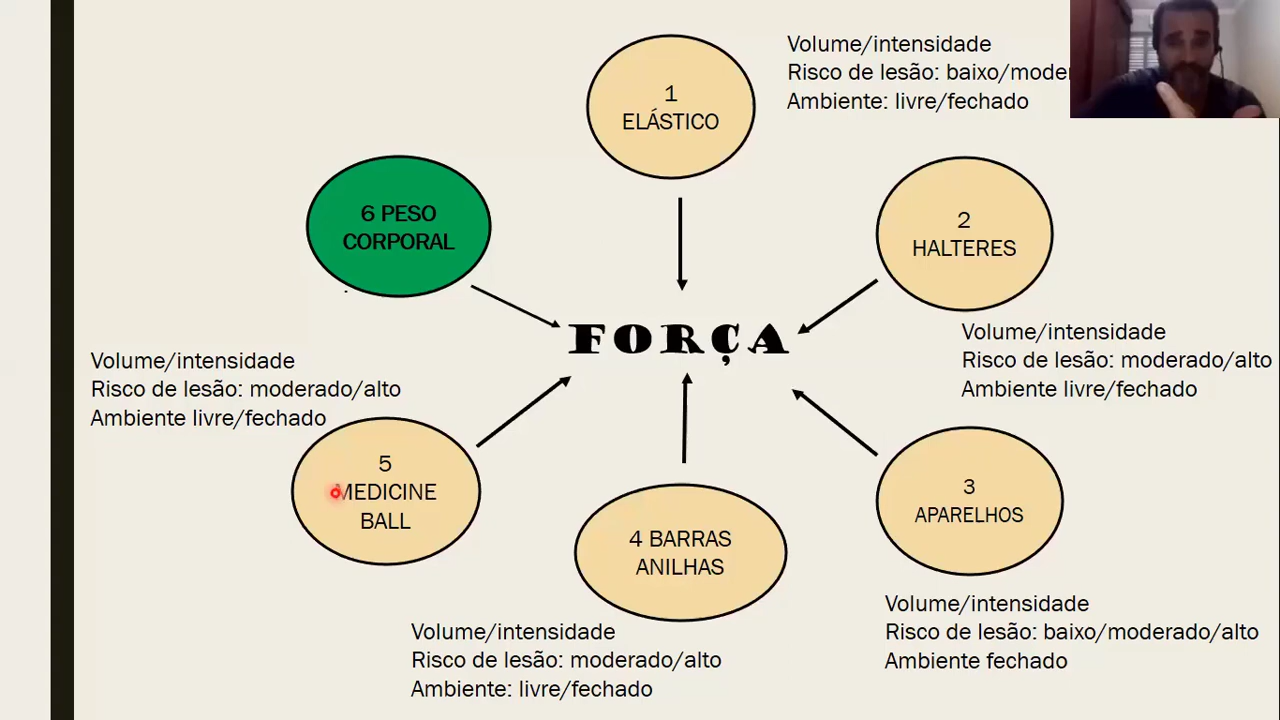 1
ELÁSTICO
Volume/intensidade
Risco de lesão: baixo/moder
Ambiente: livre/fechado
2
HALTERES
Volume/intensidade
Risco de lesão: moderado/alto
Ambiente livre/fechado
3
APARELHOS
Volume/intensidade
Risco de lesão: baixo/moderado/alto
Ambiente fechado
4 BARRAS
ANILHAS
Volume/intensidade
Risco de lesão: moderado/alto
Ambiente: livre/fechado
5
MEDICINE
BALL
Volume/intensidade
Risco de lesão: moderado/alto
Ambiente livre/fechado
6 PESO
CORPORAL
FORÇA